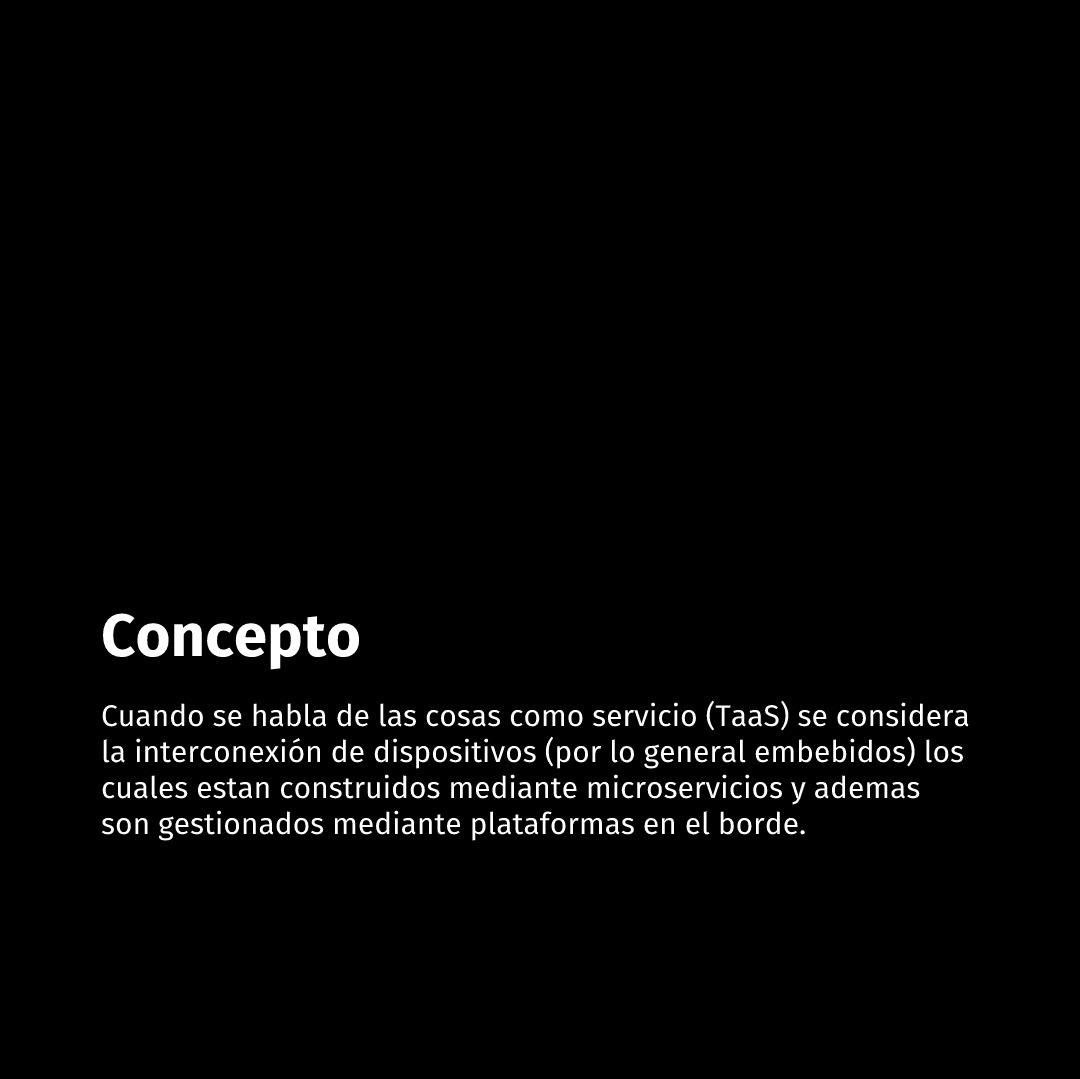 Concepto
Cuando se habla de las cosas como servicio (TaaS) se considera
la interconexión de dispositivos (por lo general embebidos) los
cuales estan construidos mediante microservicios y ademas
son gestionados mediante plataformas en el borde.